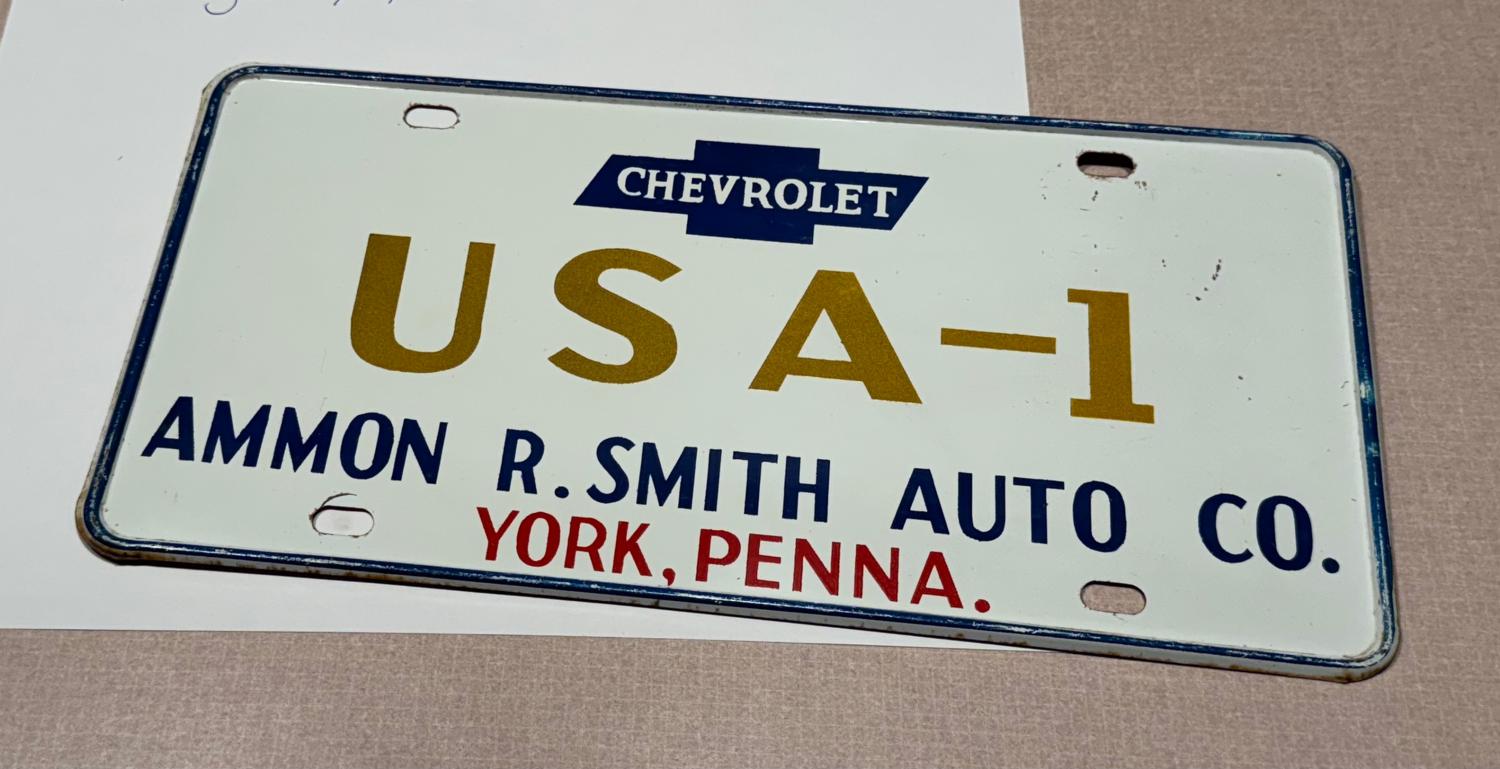 CHEVROLET
USA-1
AMMON R. SMITH AUTO CO.
YORK, PENNA.